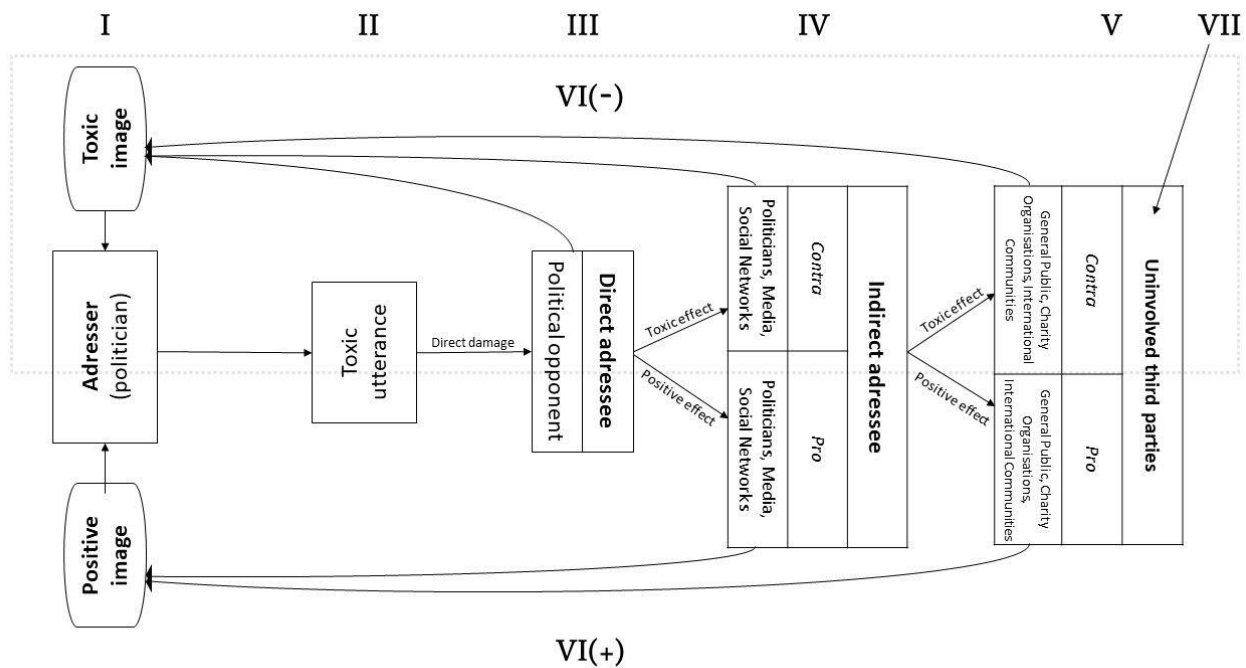 I
II
III
IV
V
VII
VI(-)
Toxic
image
Adresser
(politician)
Positive
image
Toxic
utterance
Direct damage
Political opponent
Direct adressee
Toxic effect
Positive effect
Politicians, Media,
Social Networks
Contra
Politicians, Media,
Social Networks
Pro
Indirect adressee
Toxic effect
Positive effect
General Public, Charity
Organisations, International
Communities
Contra
General Public, Charity
Organisations,
International Communities
Pro
Uninvolved third parties
VI(+)